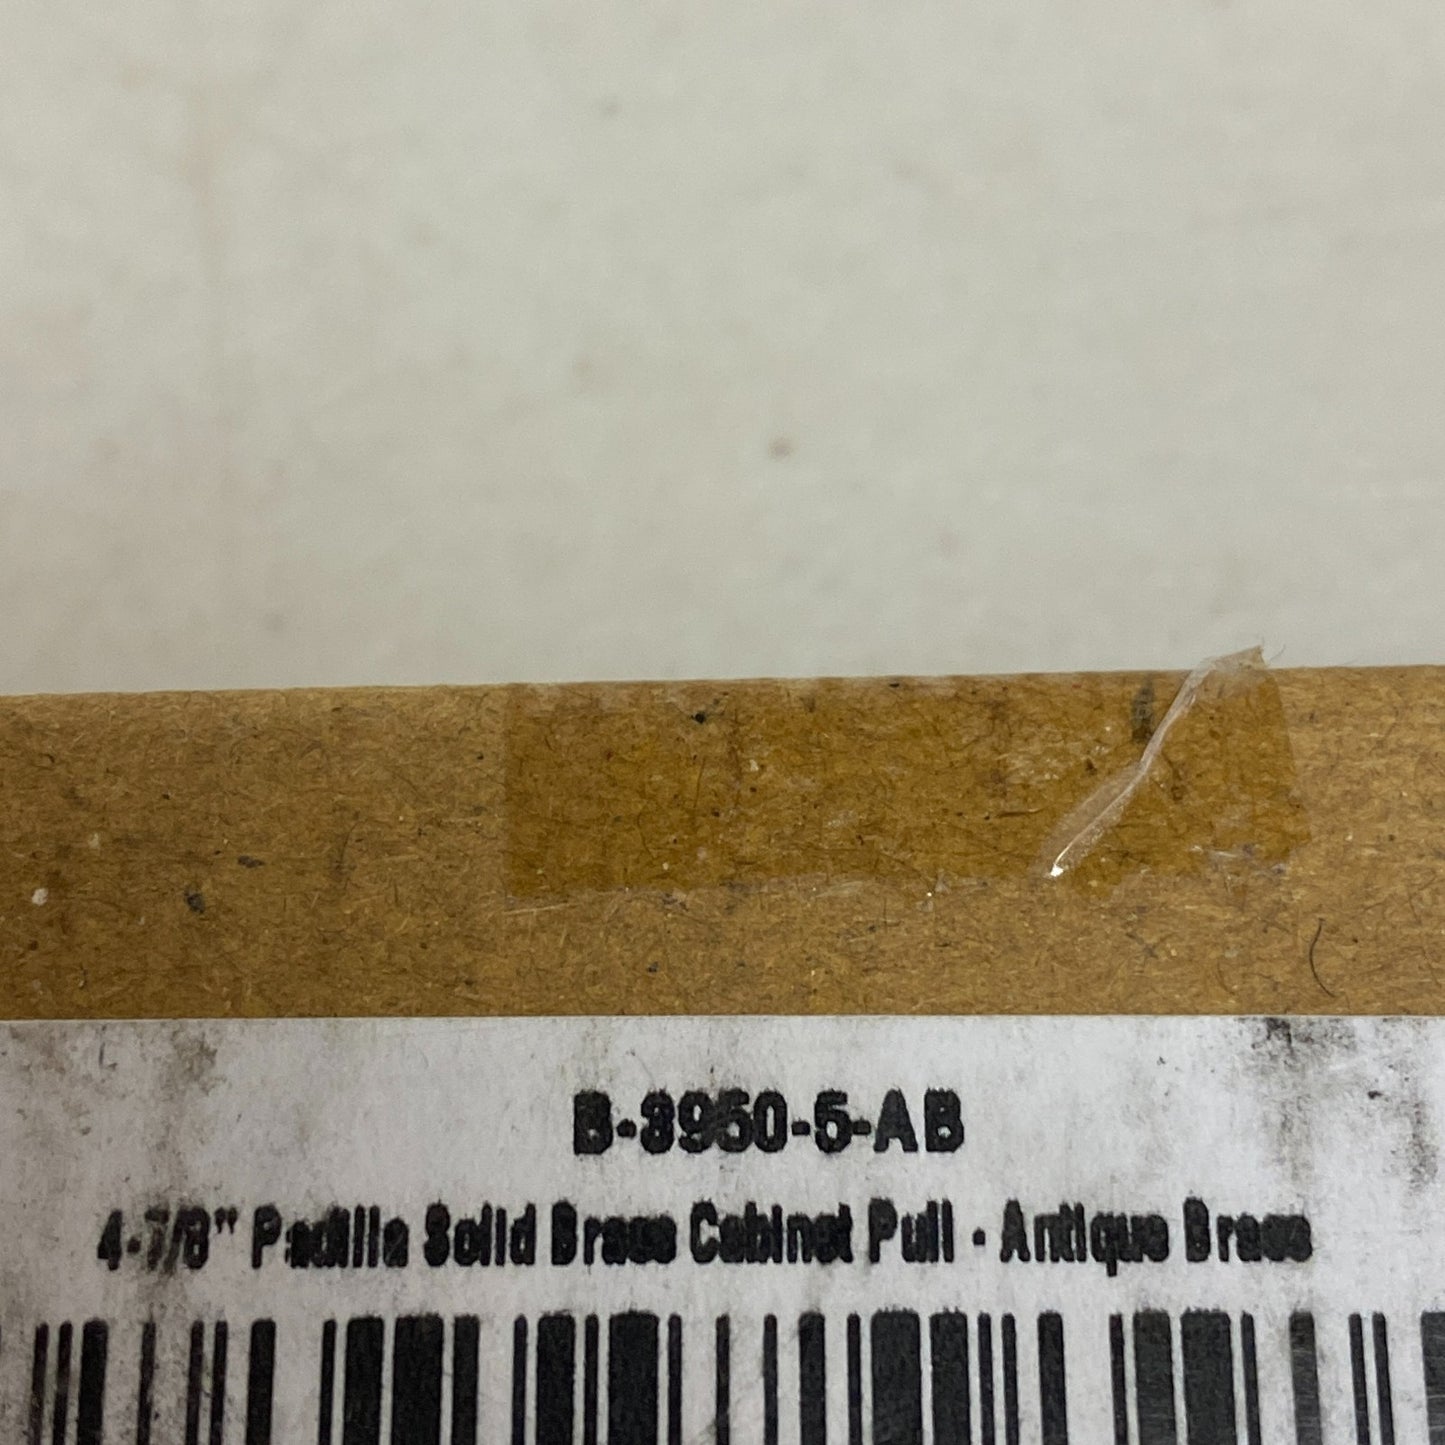 B-3950-5-AB
4-7/8" Padilla Solid Brass Cabinet Pull - Antique Brass